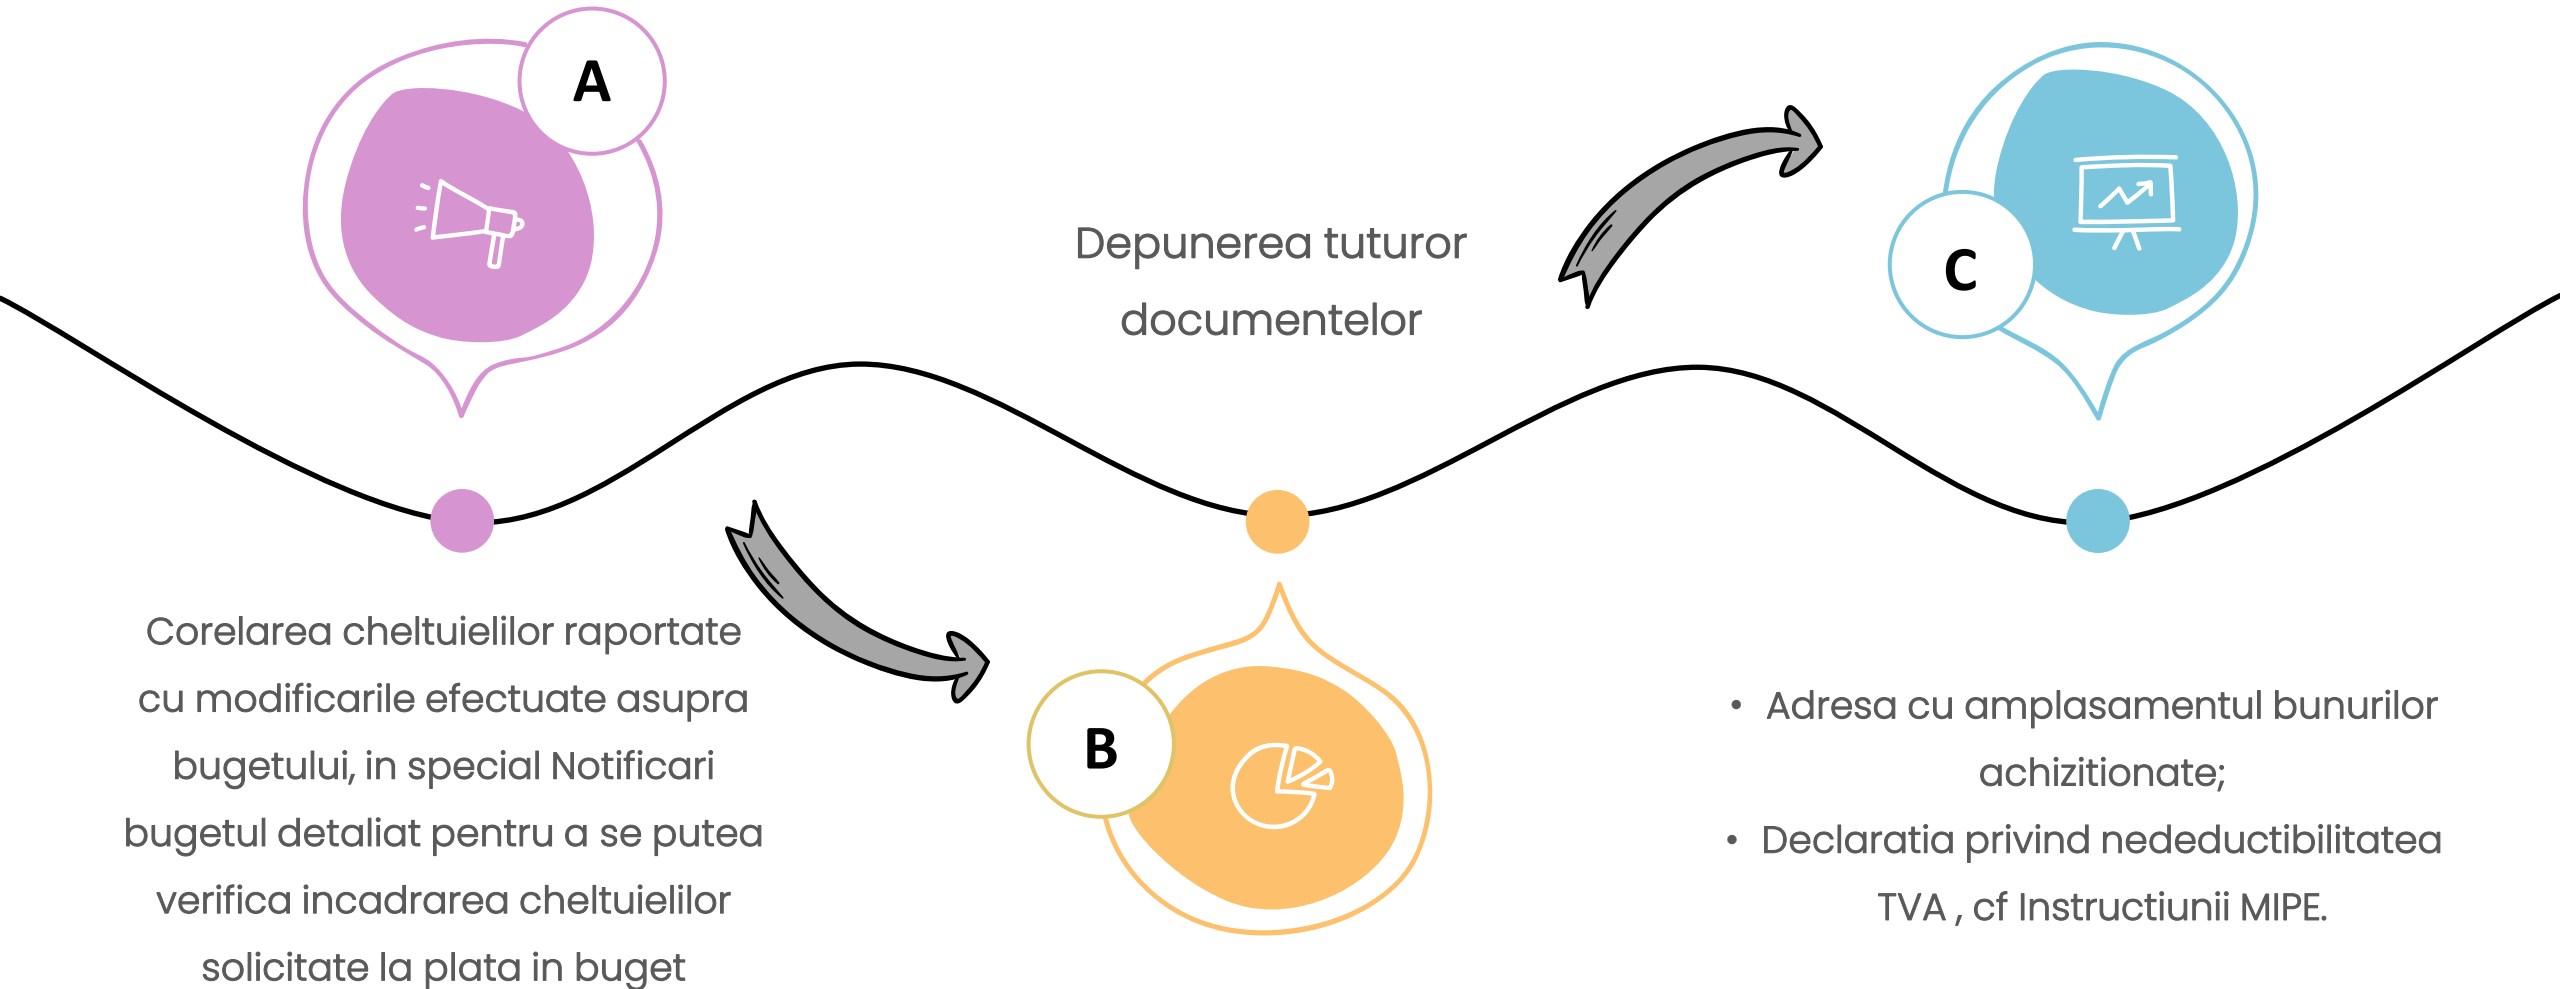 A
Corelarea cheltuielilor raportate
cu modificarile efectuate asupra
bugetului, in special Notificari
bugetul detaliat pentru a se putea
verifica incadrarea cheltuielilor
solicitate la plata in buget
Depunerea tuturor
documentelor
B
C
• Adresa cu amplasamentul bunurilor
achizitionate;
• Declaratia privind nedeductibilitatea
TVA , cf Instructiunii MIPE.